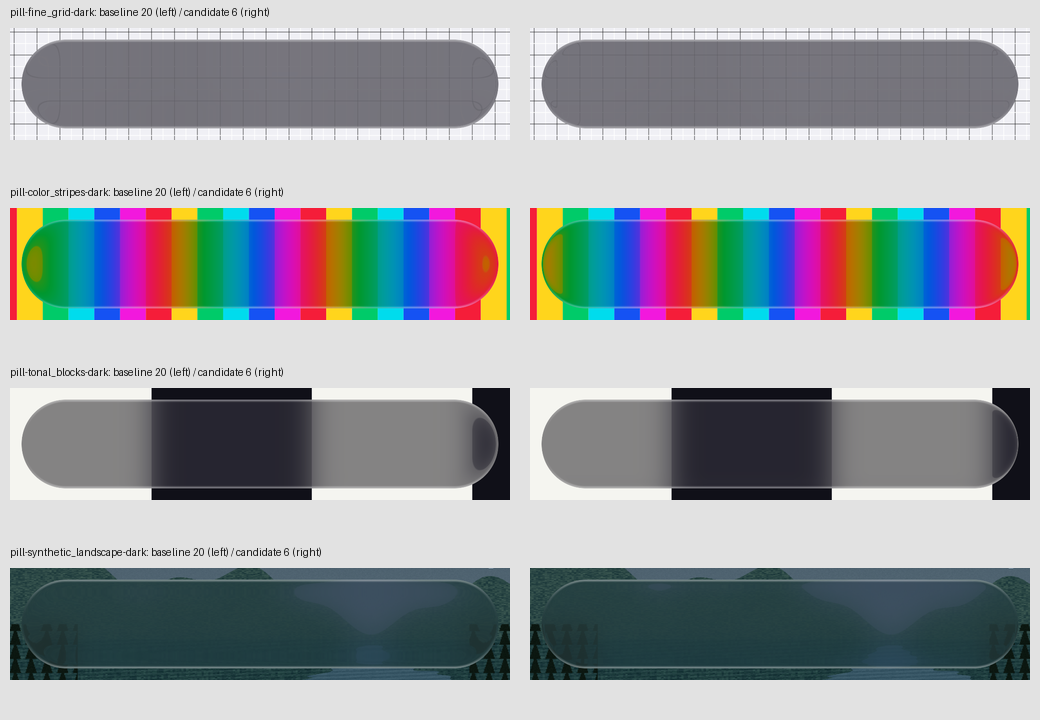 pill-fine_grid-dark: baseline 20 (left) / candidate 6 (right)
pill-color_stripes-dark: baseline 20 (left) / candidate 6 (right)
pill-tonal_blocks-dark: baseline 20 (left) / candidate 6 (right)
pill-synthetic_landscape-dark: baseline 20 (left) / candidate 6 (right)